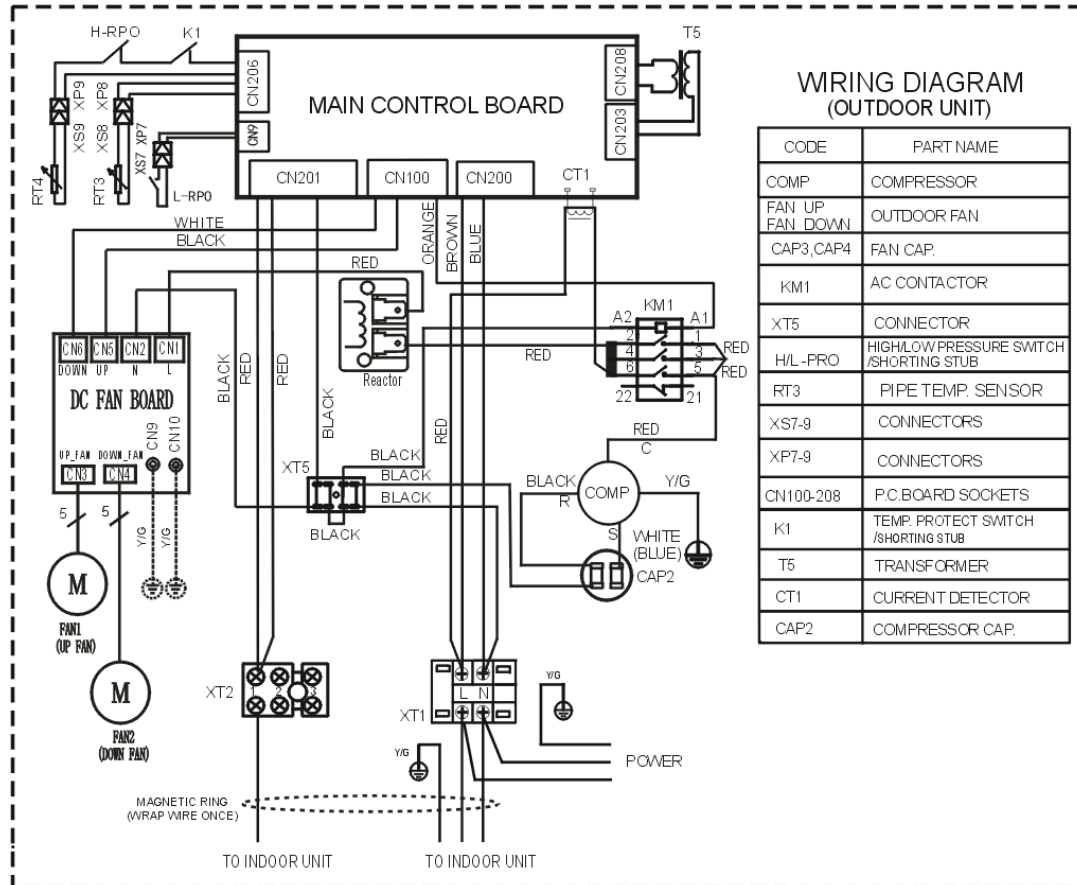 H-RPO
K1
T5
XP9
XP8
CN206
MAIN CONTROL BOARD
CN208
XS9
XS8
XS7 XP7
CN9
CN203
RT4
RT3
L-RPO
CN201
CN100
CN200
CT1
WHITE
BLACK
ORANGE
BROWN
BLUE
RED
KM1
A2
A1
2
1
4
3
6
5
22
21
RED
RED
RED
Reactor
CN6
CN5
CN2
CN1
DOWN
UP
N
L
DC FAN BOARD
CN9
CN10
UP_FAN
DOWN_FAN
CN3
CN4
5
5
Y/G
Y/G
BLACK
RED
RED
BLACK
RED
RED
C
XT5
BLACK
BLACK
BLACK
BLACK
BLACK
R
COMP
Y/G
S
WHITE
(BLUE)
CAP2
M
FAN1
(UP FAN)
M
FAN2
(DOWN FAN)
XT2
1
2
3
XT1
L
N
Y/G
Y/G
POWER
MAGNETIC RING
(WRAP WIRE ONCE)
TO INDOOR UNIT
TO INDOOR UNIT
WIRING DIAGRAM
(OUTDOOR UNIT)
CODE PART NAME
COMP COMPRESSOR
FAN UP
FAN DOWN
OUTDOOR FAN
CAP3,CAP4 FAN CAP.
KM1 AC CONTACTOR
XT5 CONNECTOR
H/L-PRO
HIGH/LOW PRESSURE SWITCH
/SHORTING STUB
RT3 PIPE TEMP. SENSOR
XS7-9 CONNECTORS
XP7-9 CONNECTORS
CN100-208 P.C.BOARD SOCKETS
K1
TEMP. PROTECT SWITCH
/SHORTING STUB
T5 TRANSFORMER
CT1 CURRENT DETECTOR
CAP2 COMPRESSOR CAP.